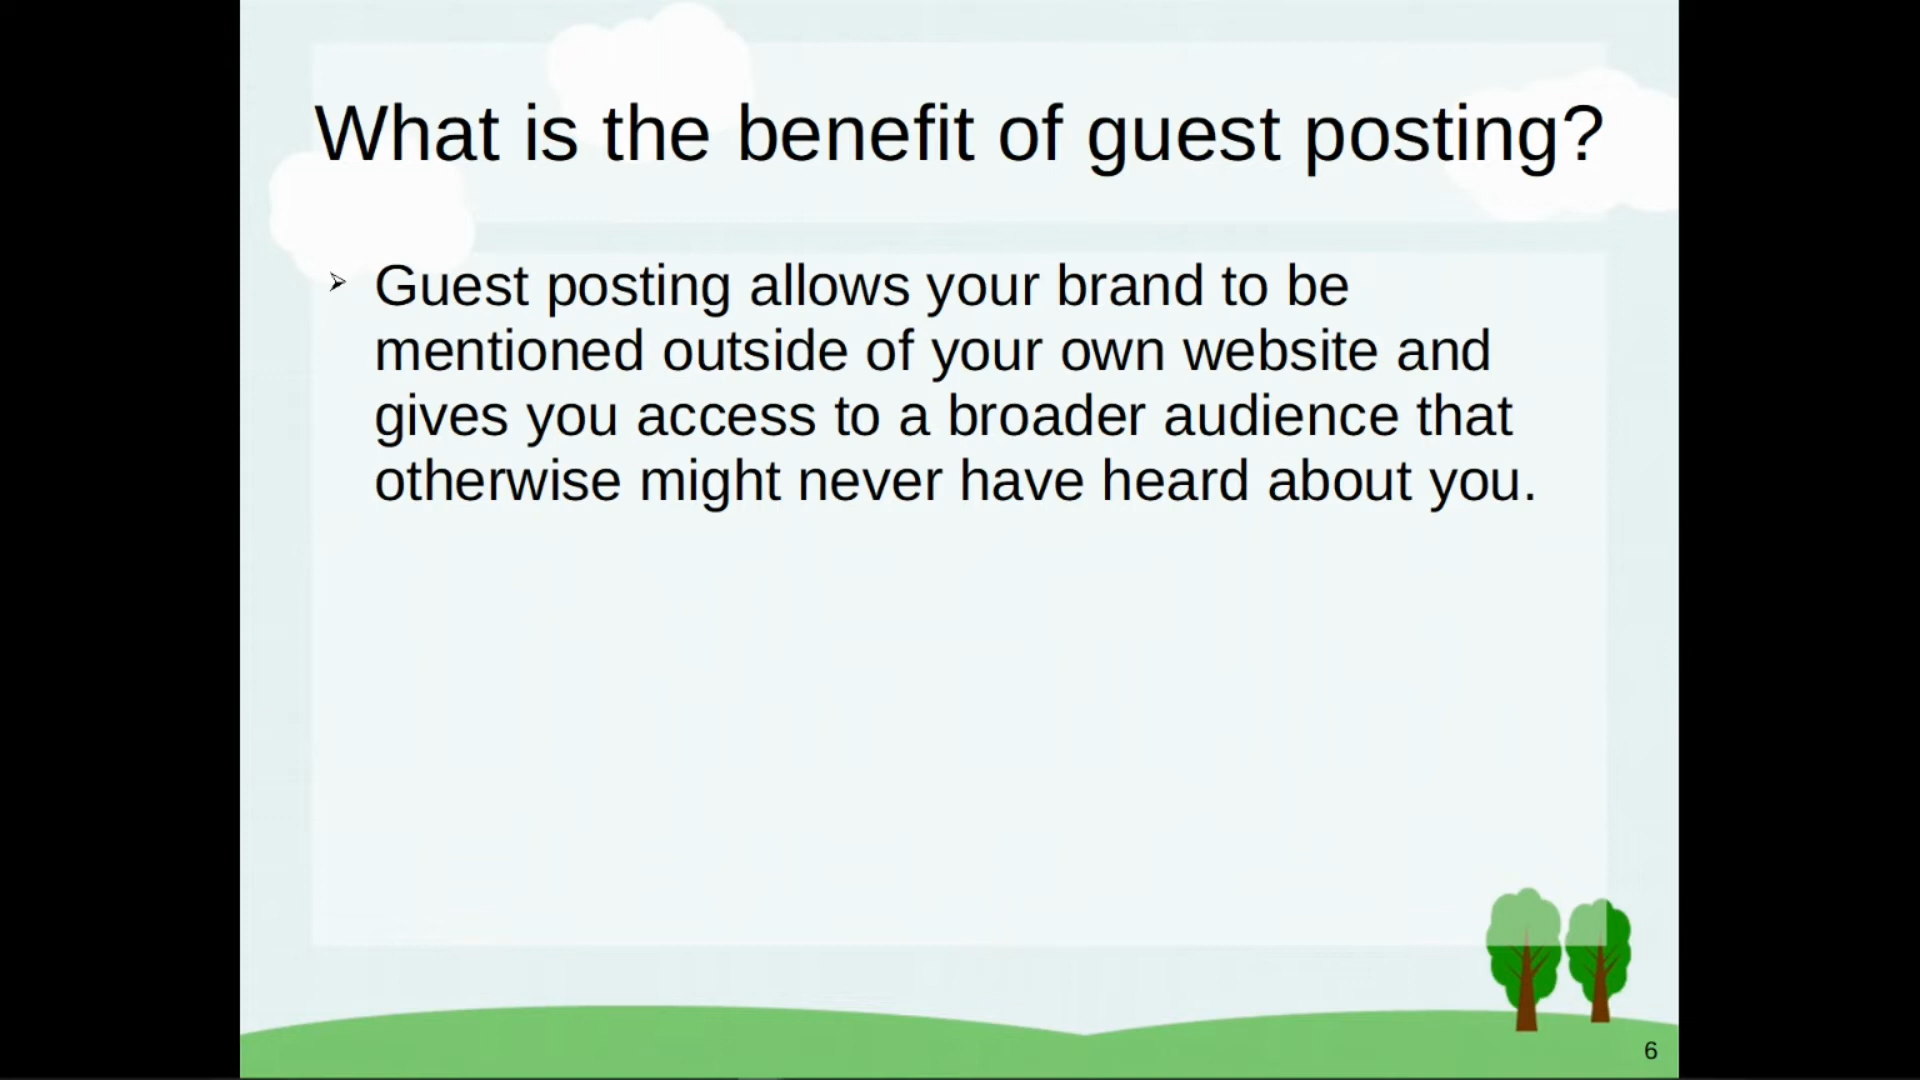 What is the benefit of guest posting?
➢ Guest posting allows your brand to be
mentioned outside of your own website and
gives you access to a broader audience that
otherwise might never have heard about you.
6